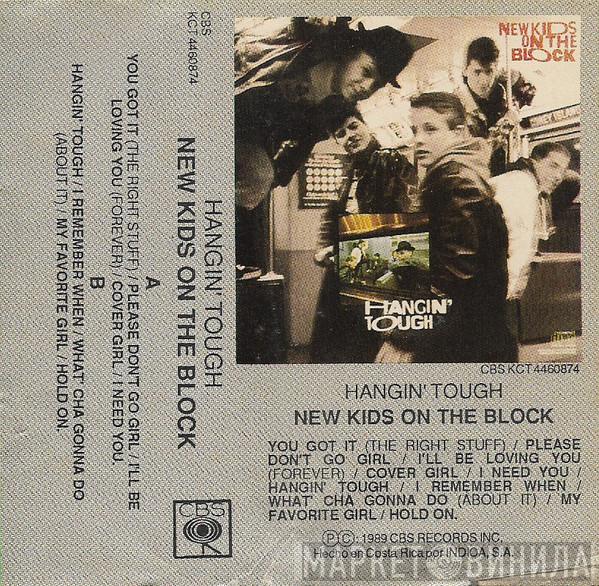 CBS
KCT 4460874
YOU GOT IT (THE RIGHT STUFF) / PLEASE DON'T GO GIRL / I'LL BE
LOVING YOU (FOREVER) / COVER GIRL / I NEED YOU.
A
HANGIN' TOUGH / I REMEMBER WHEN / WHAT' CHA GONNA DO
(ABOUT IT) / MY FAVORITE GIRL / HOLD ON.
B
HANGIN' TOUGH
NEW KIDS ON THE BLOCK
CBS
NEW KIDS
ON THE
BLOCK
HANGIN'
TOUGH
CBS KCT 4460874
HANGIN' TOUGH
NEW KIDS ON THE BLOCK
YOU GOT IT (THE RIGHT STUFF) / PLEASE
DON'T GO GIRL / I'LL BE LOVING YOU
(FOREVER) / COVER GIRL / I NEED YOU /
HANGIN' TOUGH / I REMEMBER WHEN /
WHAT' CHA GONNA DO (ABOUT IT) / MY
FAVORITE GIRL / HOLD ON.
Ⓟ©: 1989 CBS RECORDS INC.
Hecho en Costa Rica por INDICA, S.A.
МАРКЕТ ВИНИЛА